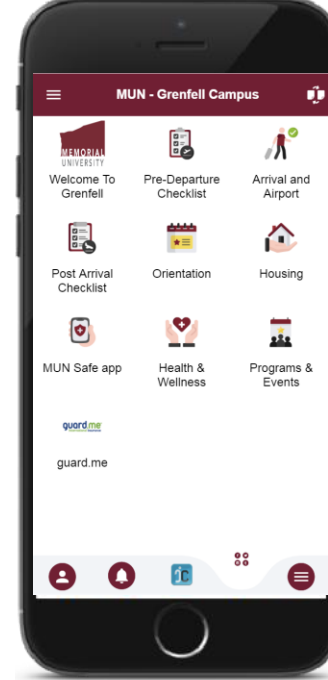 MUN - Grenfell Campus
MEMORIAL
UNIVERSITY
Welcome To
Grenfell
Pre-Departure
Checklist
Arrival and
Airport
Post Arrival
Checklist
Orientation
Housing
MUN Safe app
Health &
Wellness
Programs &
Events
guard.me
guard.me
iC